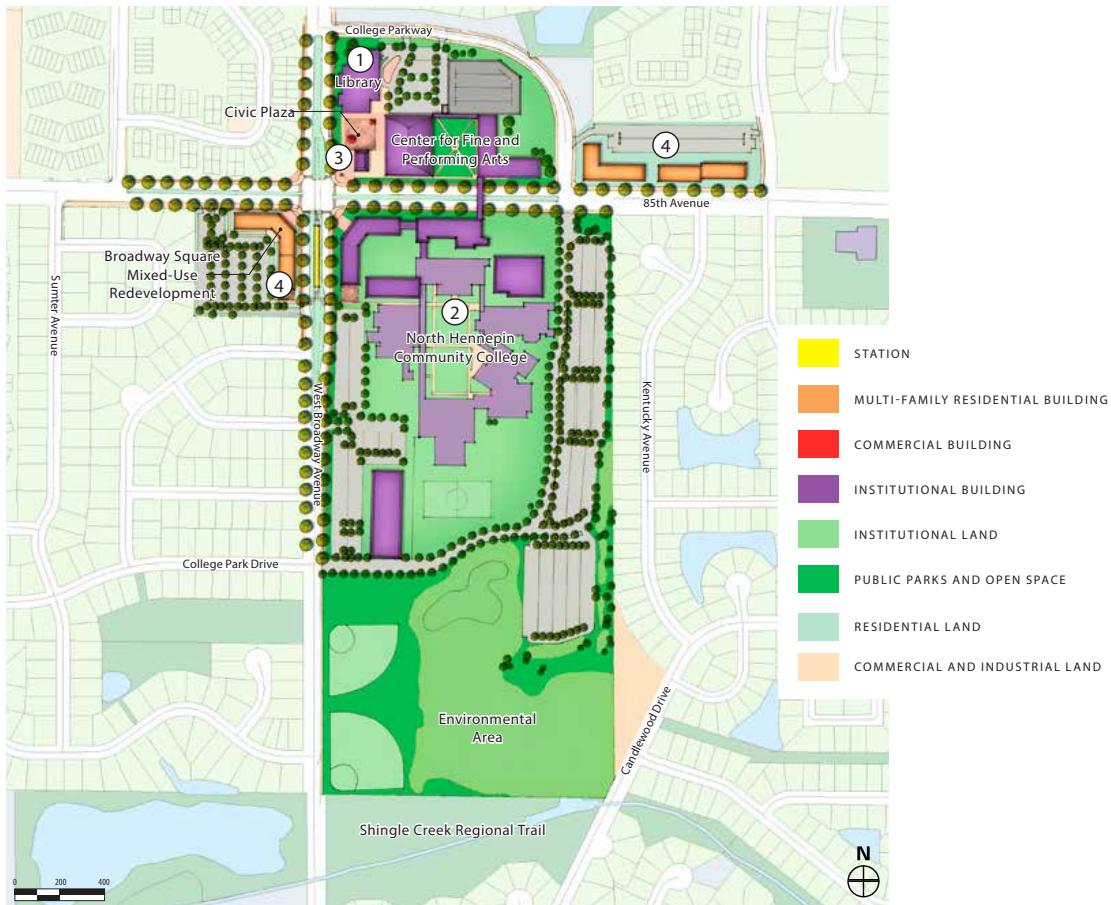 College Parkway
1
Library
Civic Plaza
Center for Fine and
Performing Arts
3
4
85th Avenue
Broadway Square
Mixed-Use
Redevelopment
4
Sumter Avenue
2
North Hennepin
Community College
West Broadway Avenue
Kentucky Avenue
College Park Drive
Environmental
Area
Candlewood Drive
Shingle Creek Regional Trail
0 200 400
N
STATION
MULTI-FAMILY RESIDENTIAL BUILDING
COMMERCIAL BUILDING
INSTITUTIONAL BUILDING
INSTITUTIONAL LAND
PUBLIC PARKS AND OPEN SPACE
RESIDENTIAL LAND
COMMERCIAL AND INDUSTRIAL LAND